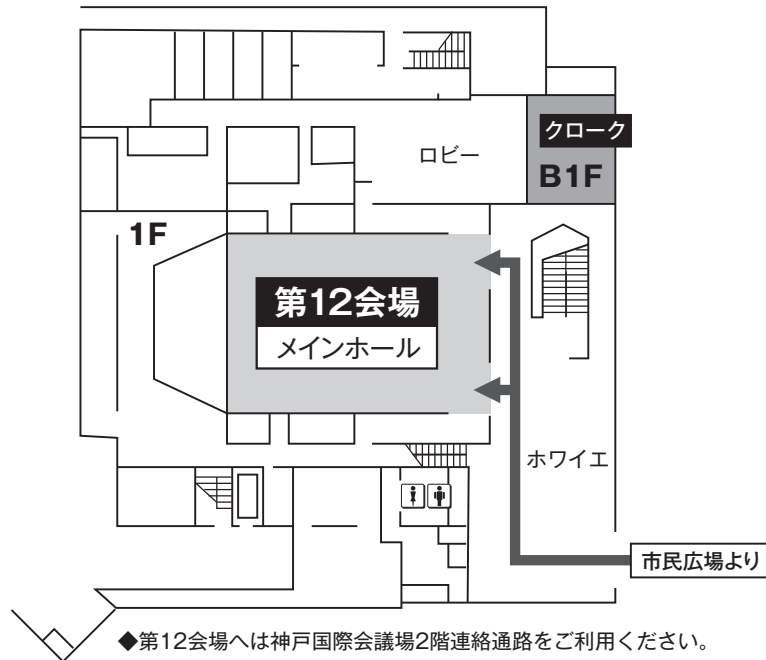 クローク
ロビー
B1F
1F
第12会場
メインホール
ホワイエ
市民広場より
◆第12会場へは神戸国際会議場2階連絡通路をご利用ください。